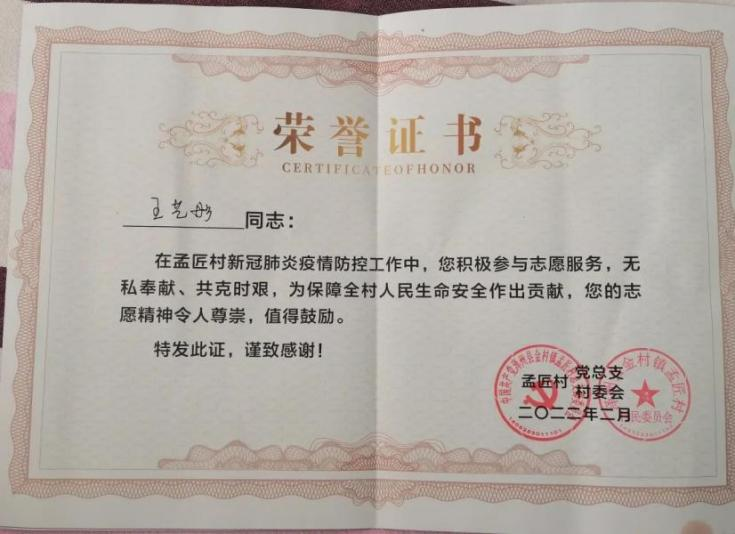 荣誉证书
CERTIFICATEOFHONOR
王艺彤 同志：
在孟匠村新冠肺炎疫情防控工作中，您积极参与志愿服务，无
私奉献、共克时艰，为保障全村人民生命安全作出贡献，您的志
愿精神令人尊崇，值得鼓励。
特发此证，谨致感谢！
孟匠村 党总支
村委会
二〇二二年二月